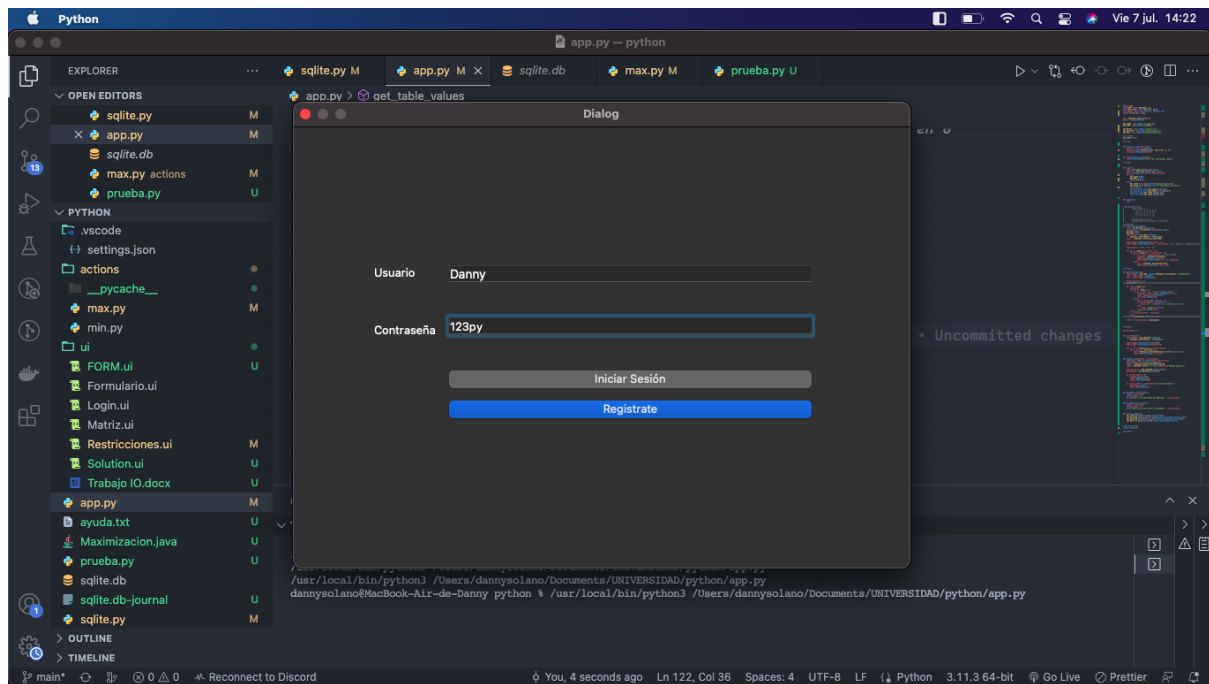 Python
Vie 7 jul. 14:22
app.py — python
EXPLORER
sqlite.py M
app.py M
sqlite.db
max.py M
prueba.py U
OPEN EDITORS
app.py > get_table_values
sqlite.py M
app.py M
sqlite.db
max.py actions M
prueba.py U
Dialog
PYTHON
.vscode
settings.json
actions
__pycache__
max.py M
min.py
ui
FORM.ui U
Formulario.ui
Login.ui
Matriz.ui
Restricciones.ui M
Solution.ui U
Trabajo IO.docx U
app.py M
ayuda.txt U
Maximizacion.java U
prueba.py U
sqlite.db
sqlite.db-journal U
sqlite.py M
OUTLINE
TIMELINE
13
1
Usuario Danny
Contraseña 123py
Iniciar Sesión
Registrate
• Uncommitted changes
/usr/local/bin/python3 /Users/dannysolano/Documents/UNIVERSIDAD/python/app.py
dannysolano@MacBook-Air-de-Danny python % /usr/local/bin/python3 /Users/dannysolano/Documents/UNIVERSIDAD/python/app.py
main* 0 0 Reconnect to Discord
You, 4 seconds ago Ln 122, Col 36 Spaces: 4 UTF-8 LF Python 3.11.3 64-bit Go Live Prettier